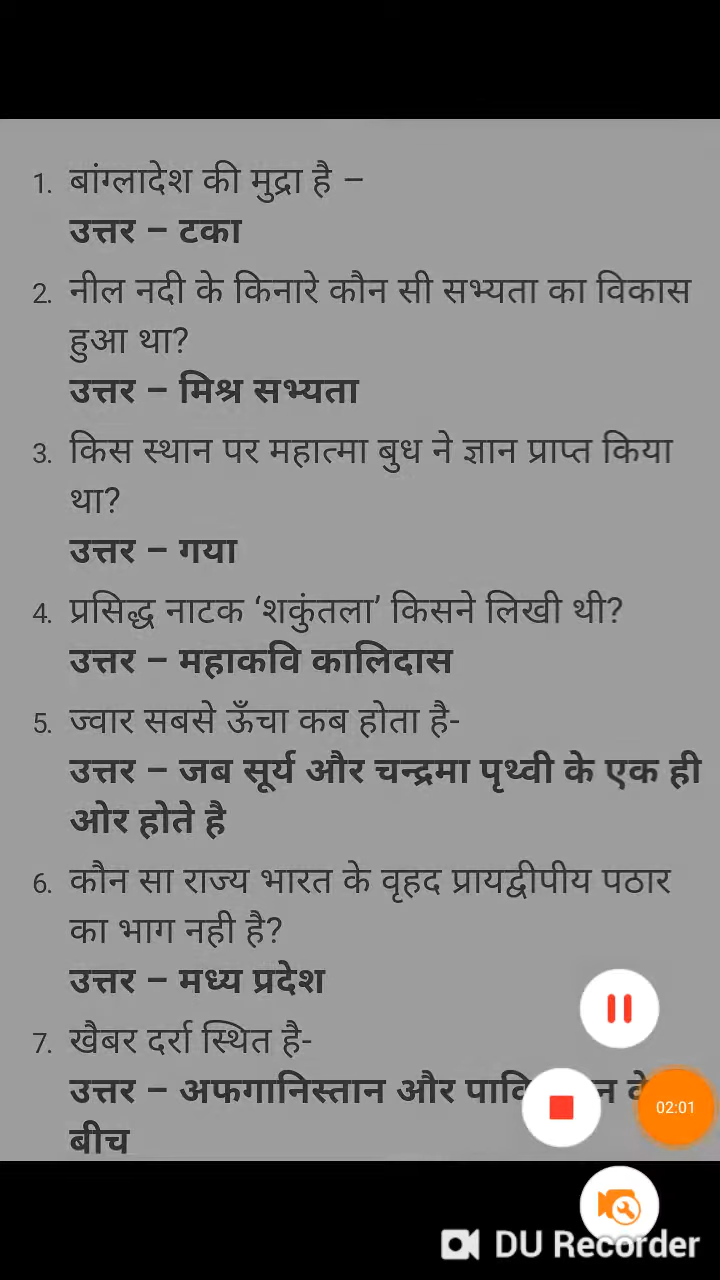 1. बांग्लादेश की मुद्रा है –
उत्तर – टका
2. नील नदी के किनारे कौन सी सभ्यता का विकास
हुआ था?
उत्तर – मिश्र सभ्यता
3. किस स्थान पर महात्मा बुध ने ज्ञान प्राप्त किया
था?
उत्तर – गया
4. प्रसिद्ध नाटक ‘शकुंतला’ किसने लिखी थी?
उत्तर – महाकवि कालिदास
5. ज्वार सबसे ऊँचा कब होता है-
उत्तर – जब सूर्य और चन्द्रमा पृथ्वी के एक ही
ओर होते है
6. कौन सा राज्य भारत के वृहद प्रायद्वीपीय पठार
का भाग नही है?
उत्तर – मध्य प्रदेश
7. खैबर दर्रा स्थित है-
उत्तर – अफगानिस्तान और
02:01
बीच
DU Recorder